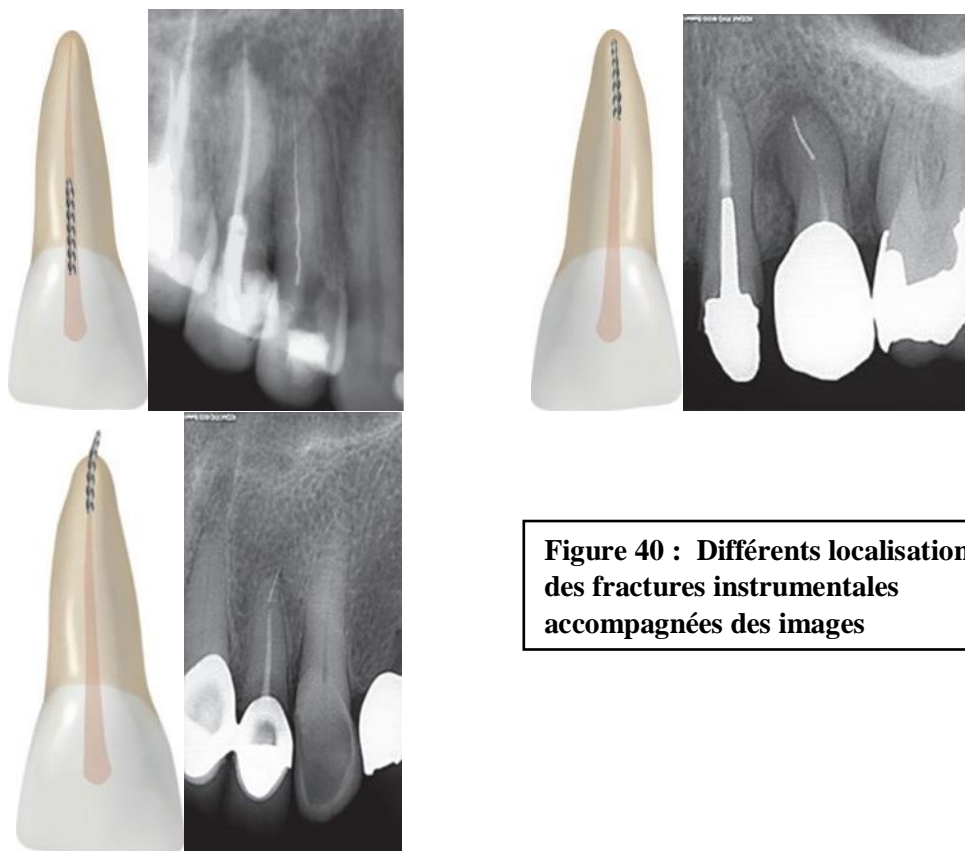 Figure 40 : Différents localisation
des fractures instrumentales
accompagnées des images